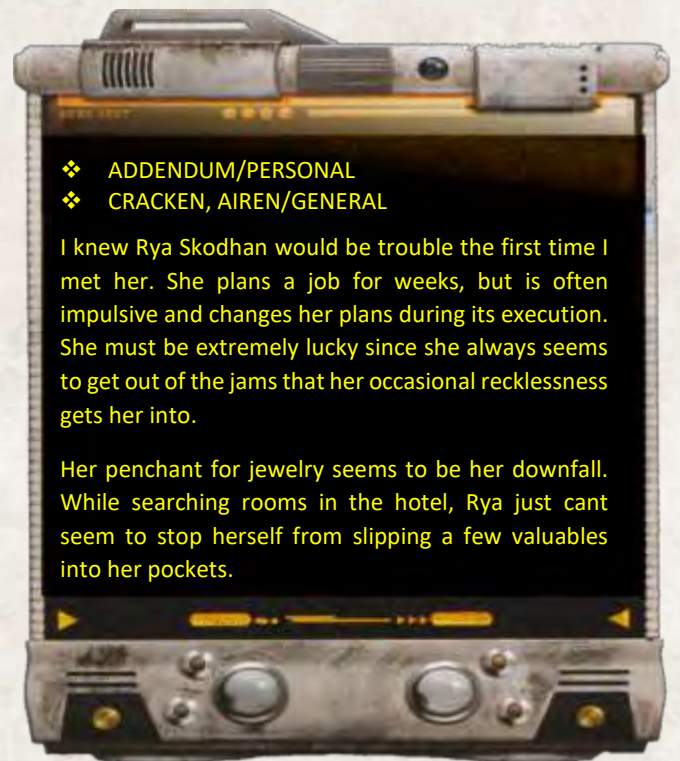 ❖ ADDENDUM/PERSONAL
❖ CRACKEN, AIREN/GENERAL
I knew Rya Skodhan would be trouble the first time I
met her. She plans a job for weeks, but is often
impulsive and changes her plans during its execution.
She must be extremely lucky since she always seems
to get out of the jams that her occasional recklessness
gets her into.
Her penchant for jewelry seems to be her downfall.
While searching rooms in the hotel, Rya just cant
seem to stop herself from slipping a few valuables
into her pockets.